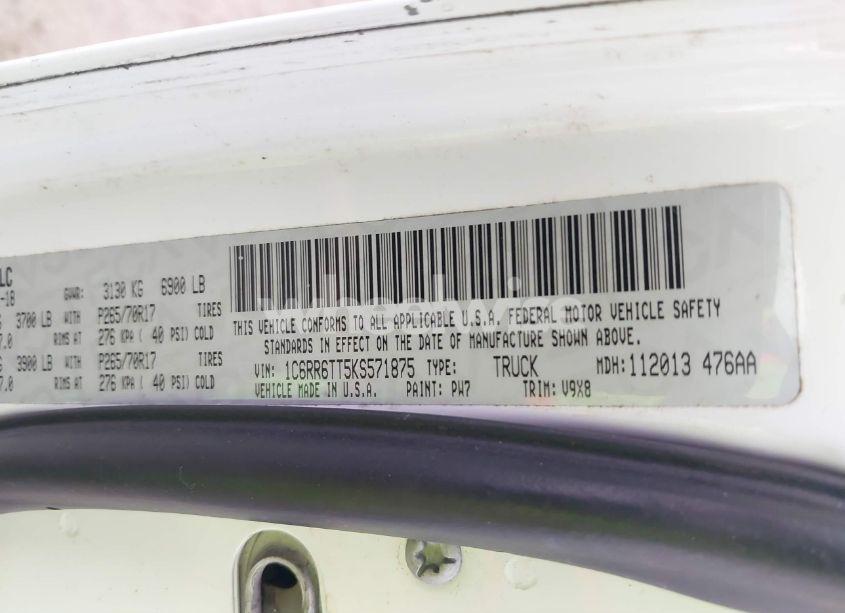 LC
-18 GVWR: 3130 KG 6900 LB
G 3700 LB WITH P265/70R17 TIRES
7.0 RIMS AT 276 KPA ( 40 PSI) COLD
G 3900 LB WITH P265/70R17 TIRES
7.0 RIMS AT 276 KPA ( 40 PSI) COLD
THIS VEHICLE CONFORMS TO ALL APPLICABLE U.S.A. FEDERAL MOTOR VEHICLE SAFETY
STANDARDS IN EFFECT ON THE DATE OF MANUFACTURE SHOWN ABOVE.
VIN: 1C6RR6TT5KS571875 TYPE: TRUCK MDH: 112013 476AA
VEHICLE MADE IN U.S.A. PAINT: PW7 TRIM: V9X8
wheelwise